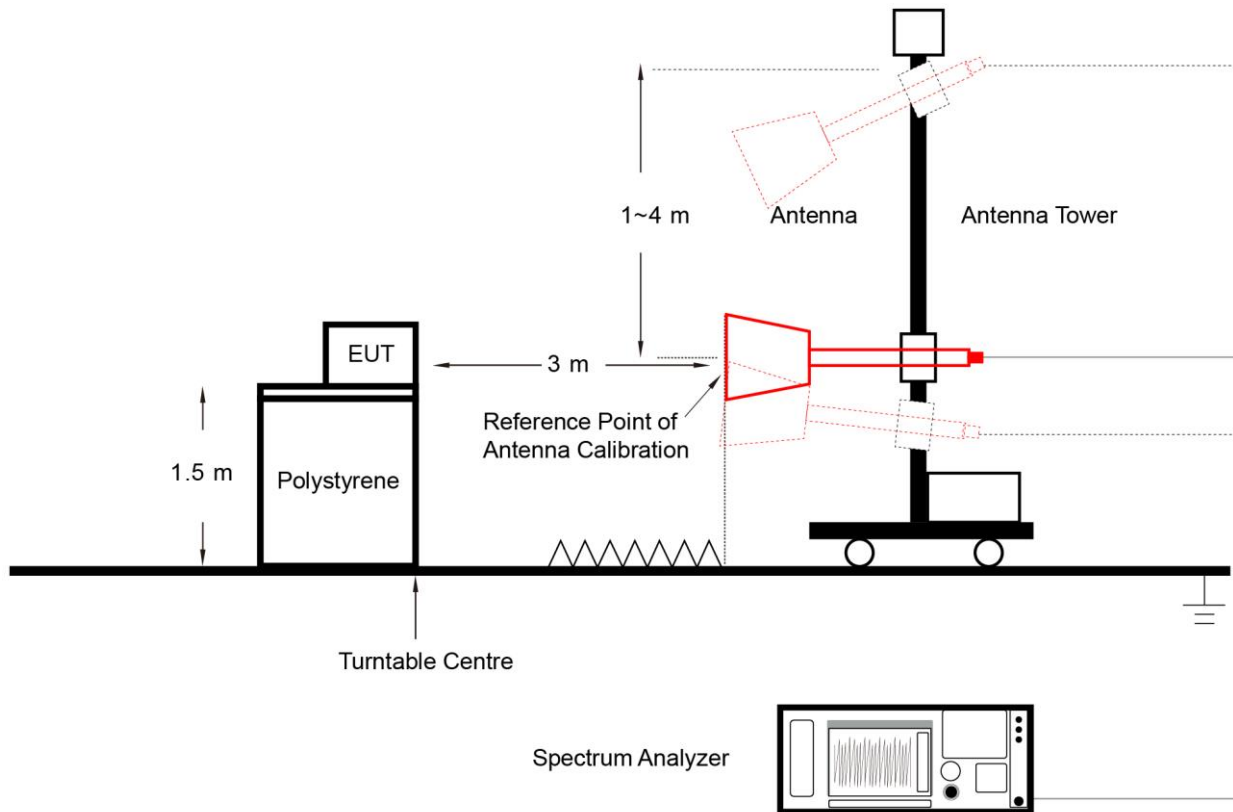 1~4 m
Antenna
Antenna Tower
EUT
3 m
Reference Point of
Antenna Calibration
1.5 m
Polystyrene
Turntable Centre
Spectrum Analyzer